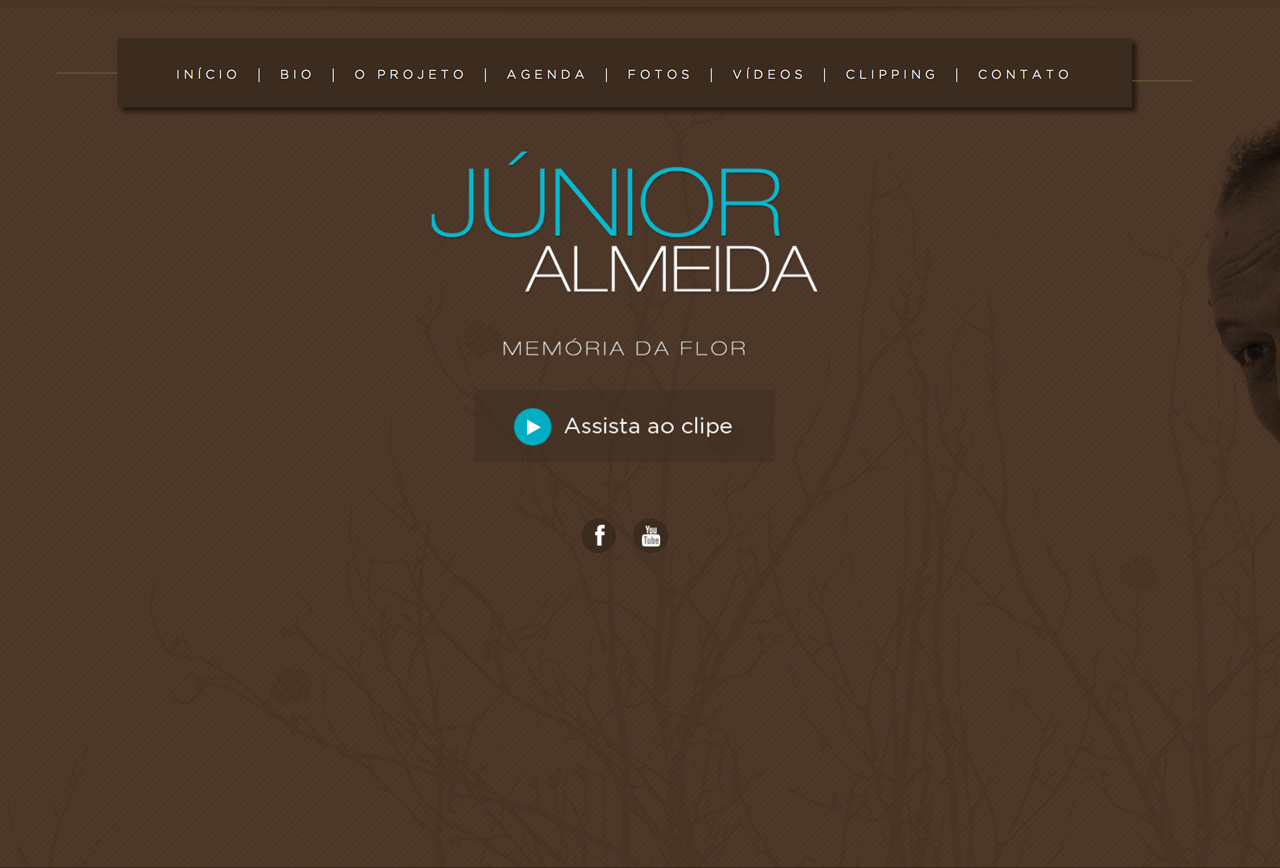 INÍCIO | BIO | O PROJETO | AGENDA | FOTOS | VÍDEOS | CLIPPING | CONTATO
JÚNIOR
ALMEIDA
MEMÓRIA DA FLOR
Assista ao clipe
f You Tube